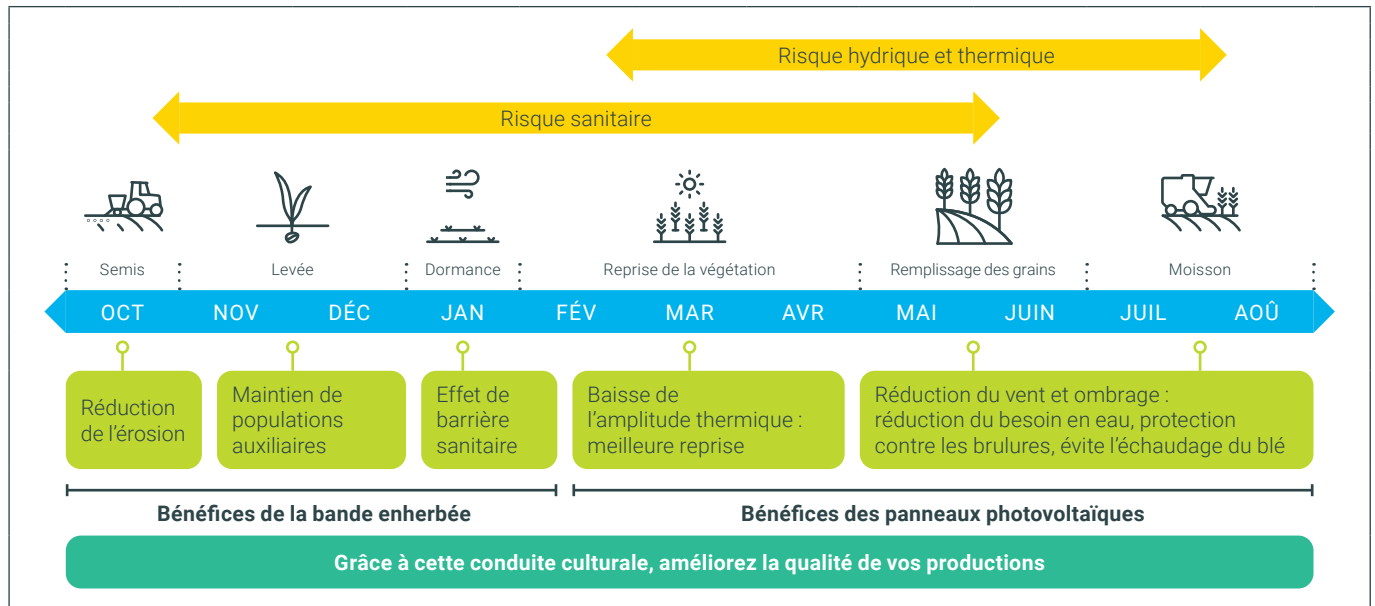 Risque hydrique et thermique
Risque sanitaire
Semis
Levée
Dormance
Reprise de la végétation
Remplissage des grains
Moisson
OCT
NOV
DÉC
JAN
FÉV
MAR
AVR
MAI
JUIN
JUIL
AOÛ
Réduction
de l’érosion
Maintien de
populations
auxiliaires
Effet de
barrière
sanitaire
Baisse de
l’amplitude thermique :
meilleure reprise
Réduction du vent et ombrage :
réduction du besoin en eau, protection
contre les brulures, évite l’échaudage du blé
Bénéfices de la bande enherbée
Bénéfices des panneaux photovoltaïques
Grâce à cette conduite culturale, améliorez la qualité de vos productions